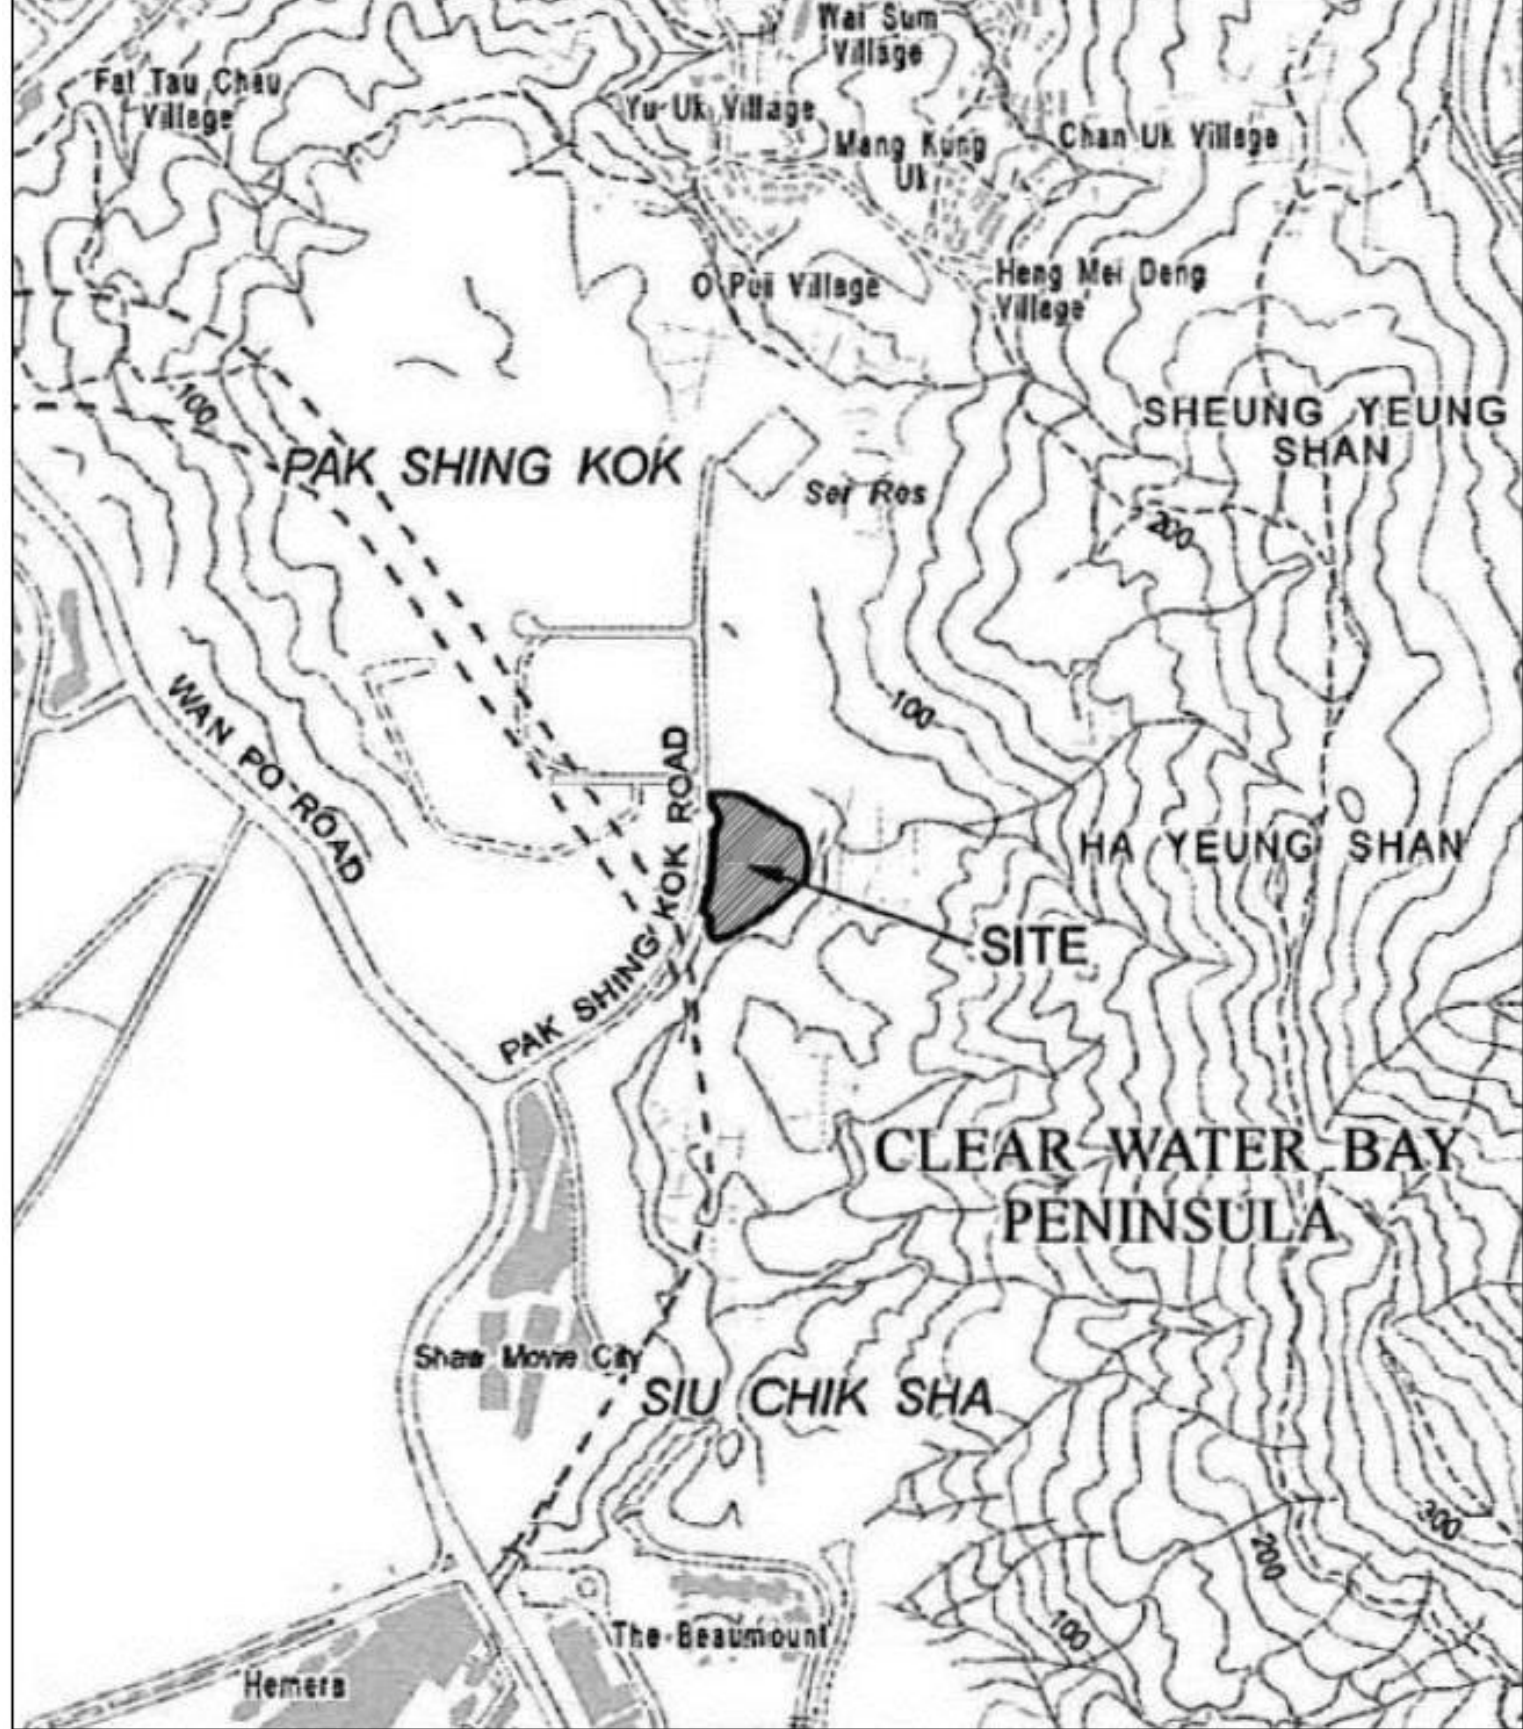 Wai Sum
Village
Fat Tau Chau
Village
Yu Uk Village
Mang Kung
Uk
Chan Uk Village
O Pui Village
Heng Mei Deng
Village
100
SHEUNG YEUNG
SHAN
PAK SHING KOK
Ser Res
200
100
WAN PO ROAD
PAK SHING KOK ROAD
HA YEUNG SHAN
SITE
CLEAR WATER BAY
PENINSULA
Shaw Movie City
SIU CHIK SHA
300
200
100
The Beaumount
Hemera